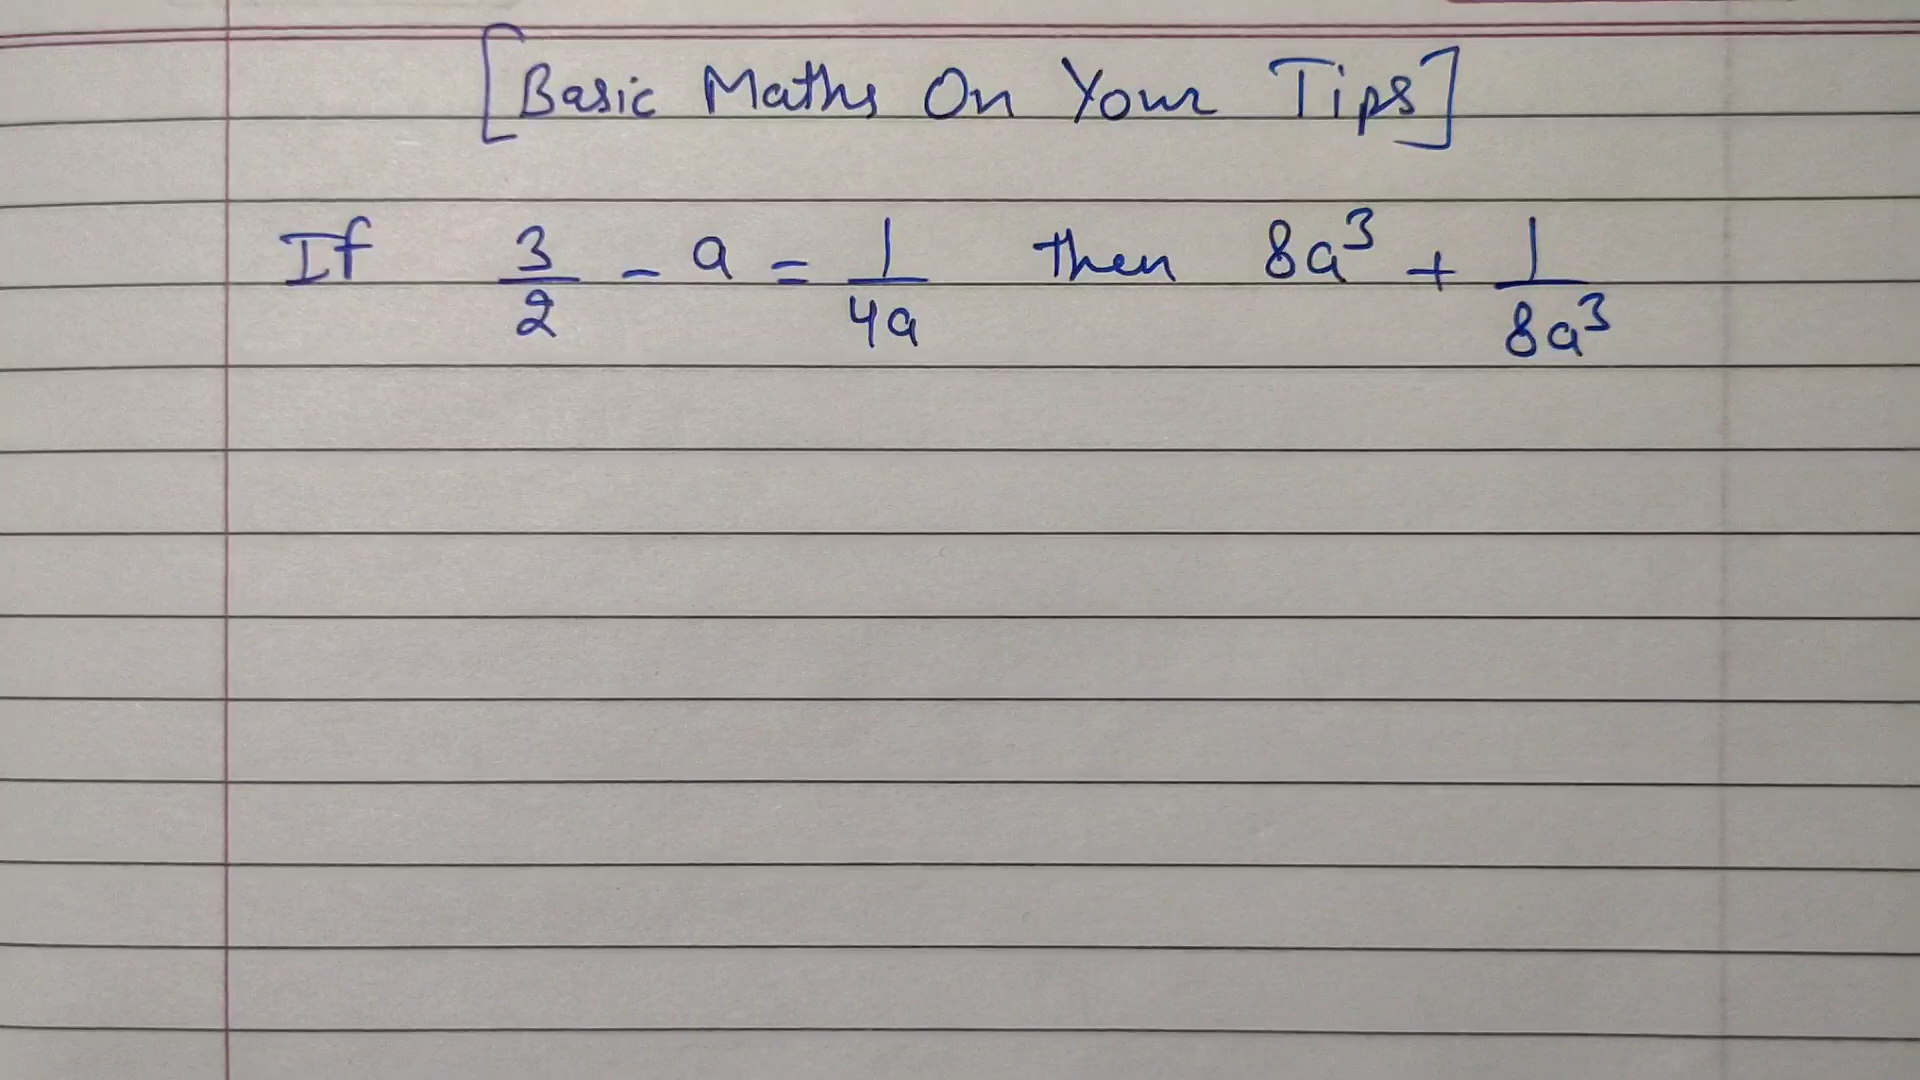 [Basic Maths On Your Tips]
If 3/2 - a = 1/4a then 8a³ + 1/8a³